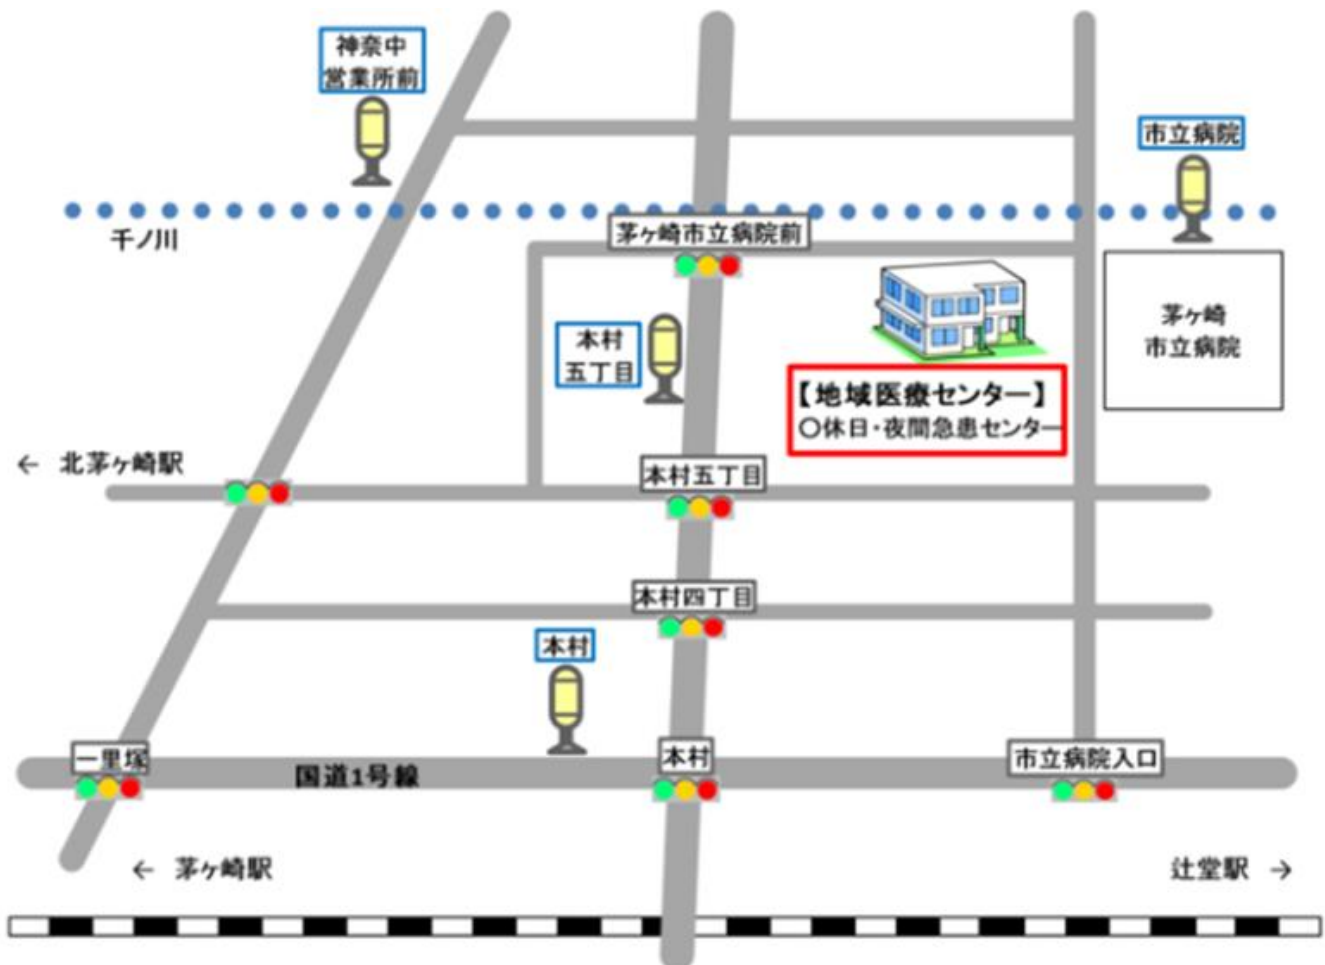 神奈中
営業所前
市立病院
千ノ川
茅ヶ崎市立病院前
茅ヶ崎
市立病院
本村
五丁目
【地域医療センター】
○休日・夜間急患センター
← 北茅ヶ崎駅
本村五丁目
本村四丁目
本村
一里塚
国道1号線
本村
市立病院入口
← 茅ヶ崎駅
辻堂駅 →